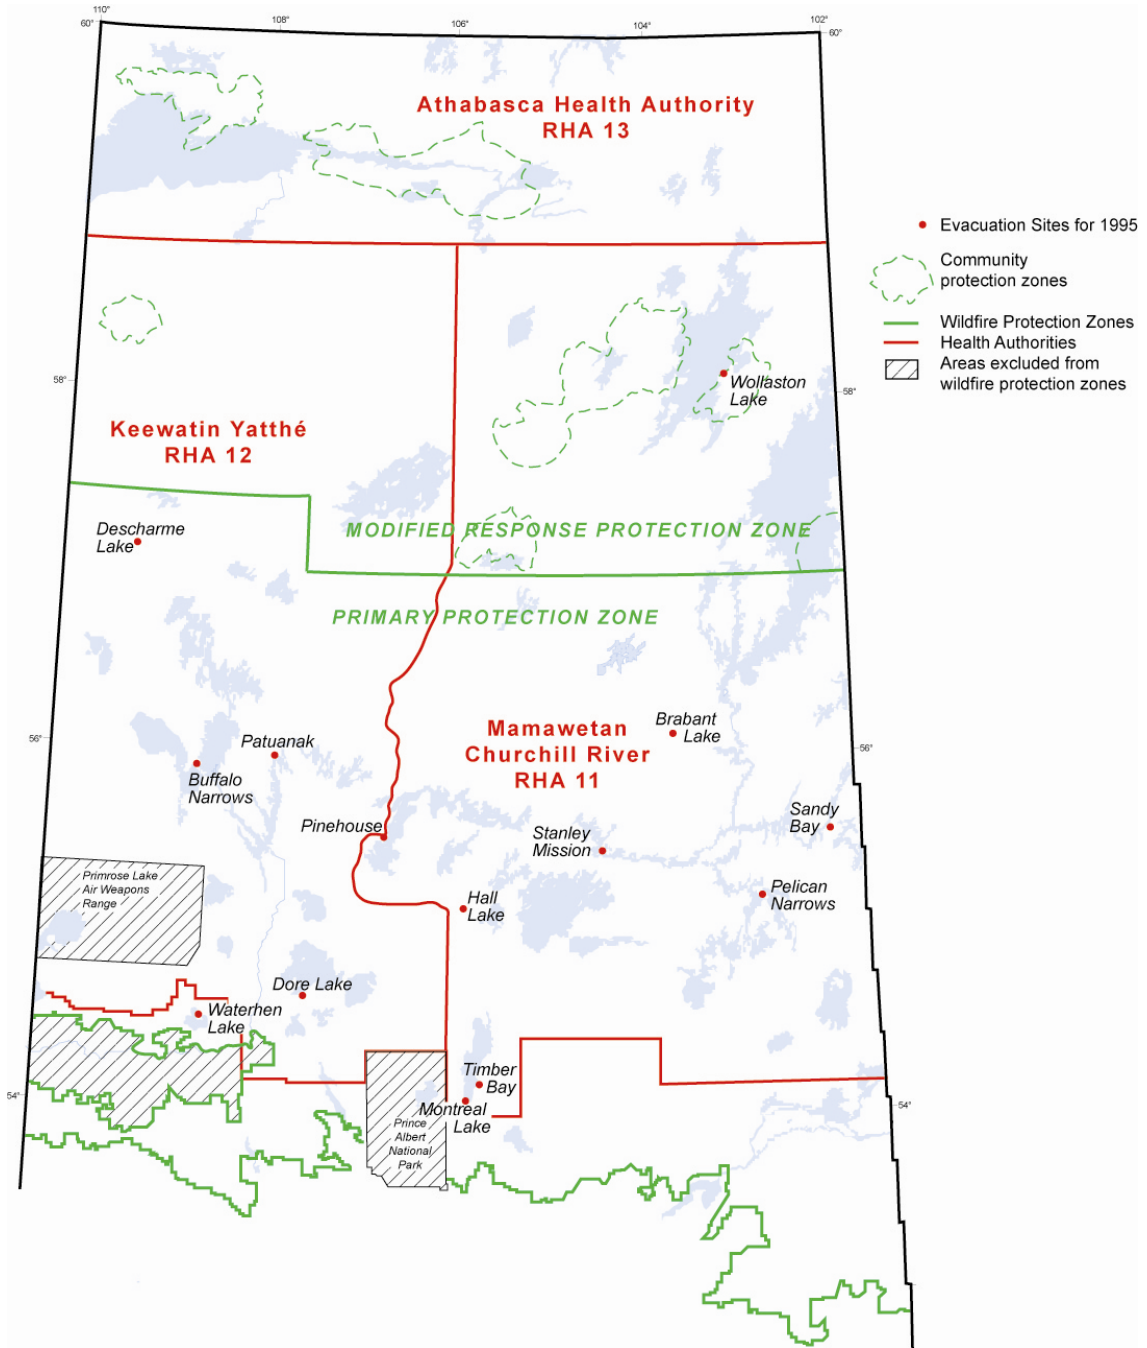 110°
108°
106°
104°
102°
60°
60°
Athabasca Health Authority
RHA 13
Evacuation Sites for 1995
Community
protection zones
Wildfire Protection Zones
Health Authorities
Areas excluded from
wildfire protection zones
58°
58°
Wollaston
Lake
Keewatin Yatthé
RHA 12
Descharme
Lake
MODIFIED RESPONSE PROTECTION ZONE
PRIMARY PROTECTION ZONE
56°
56°
Patuanak
Buffalo
Narrows
Mamawetan
Churchill River
RHA 11
Brabant
Lake
Pinehouse
Stanley
Mission
Sandy
Bay
Primrose Lake
Air Weapons
Range
Hall
Lake
Pelican
Narrows
Dore Lake
Waterhen
Lake
Timber
Bay
Montreal
Lake
54°
54°
Prince
Albert
National
Park